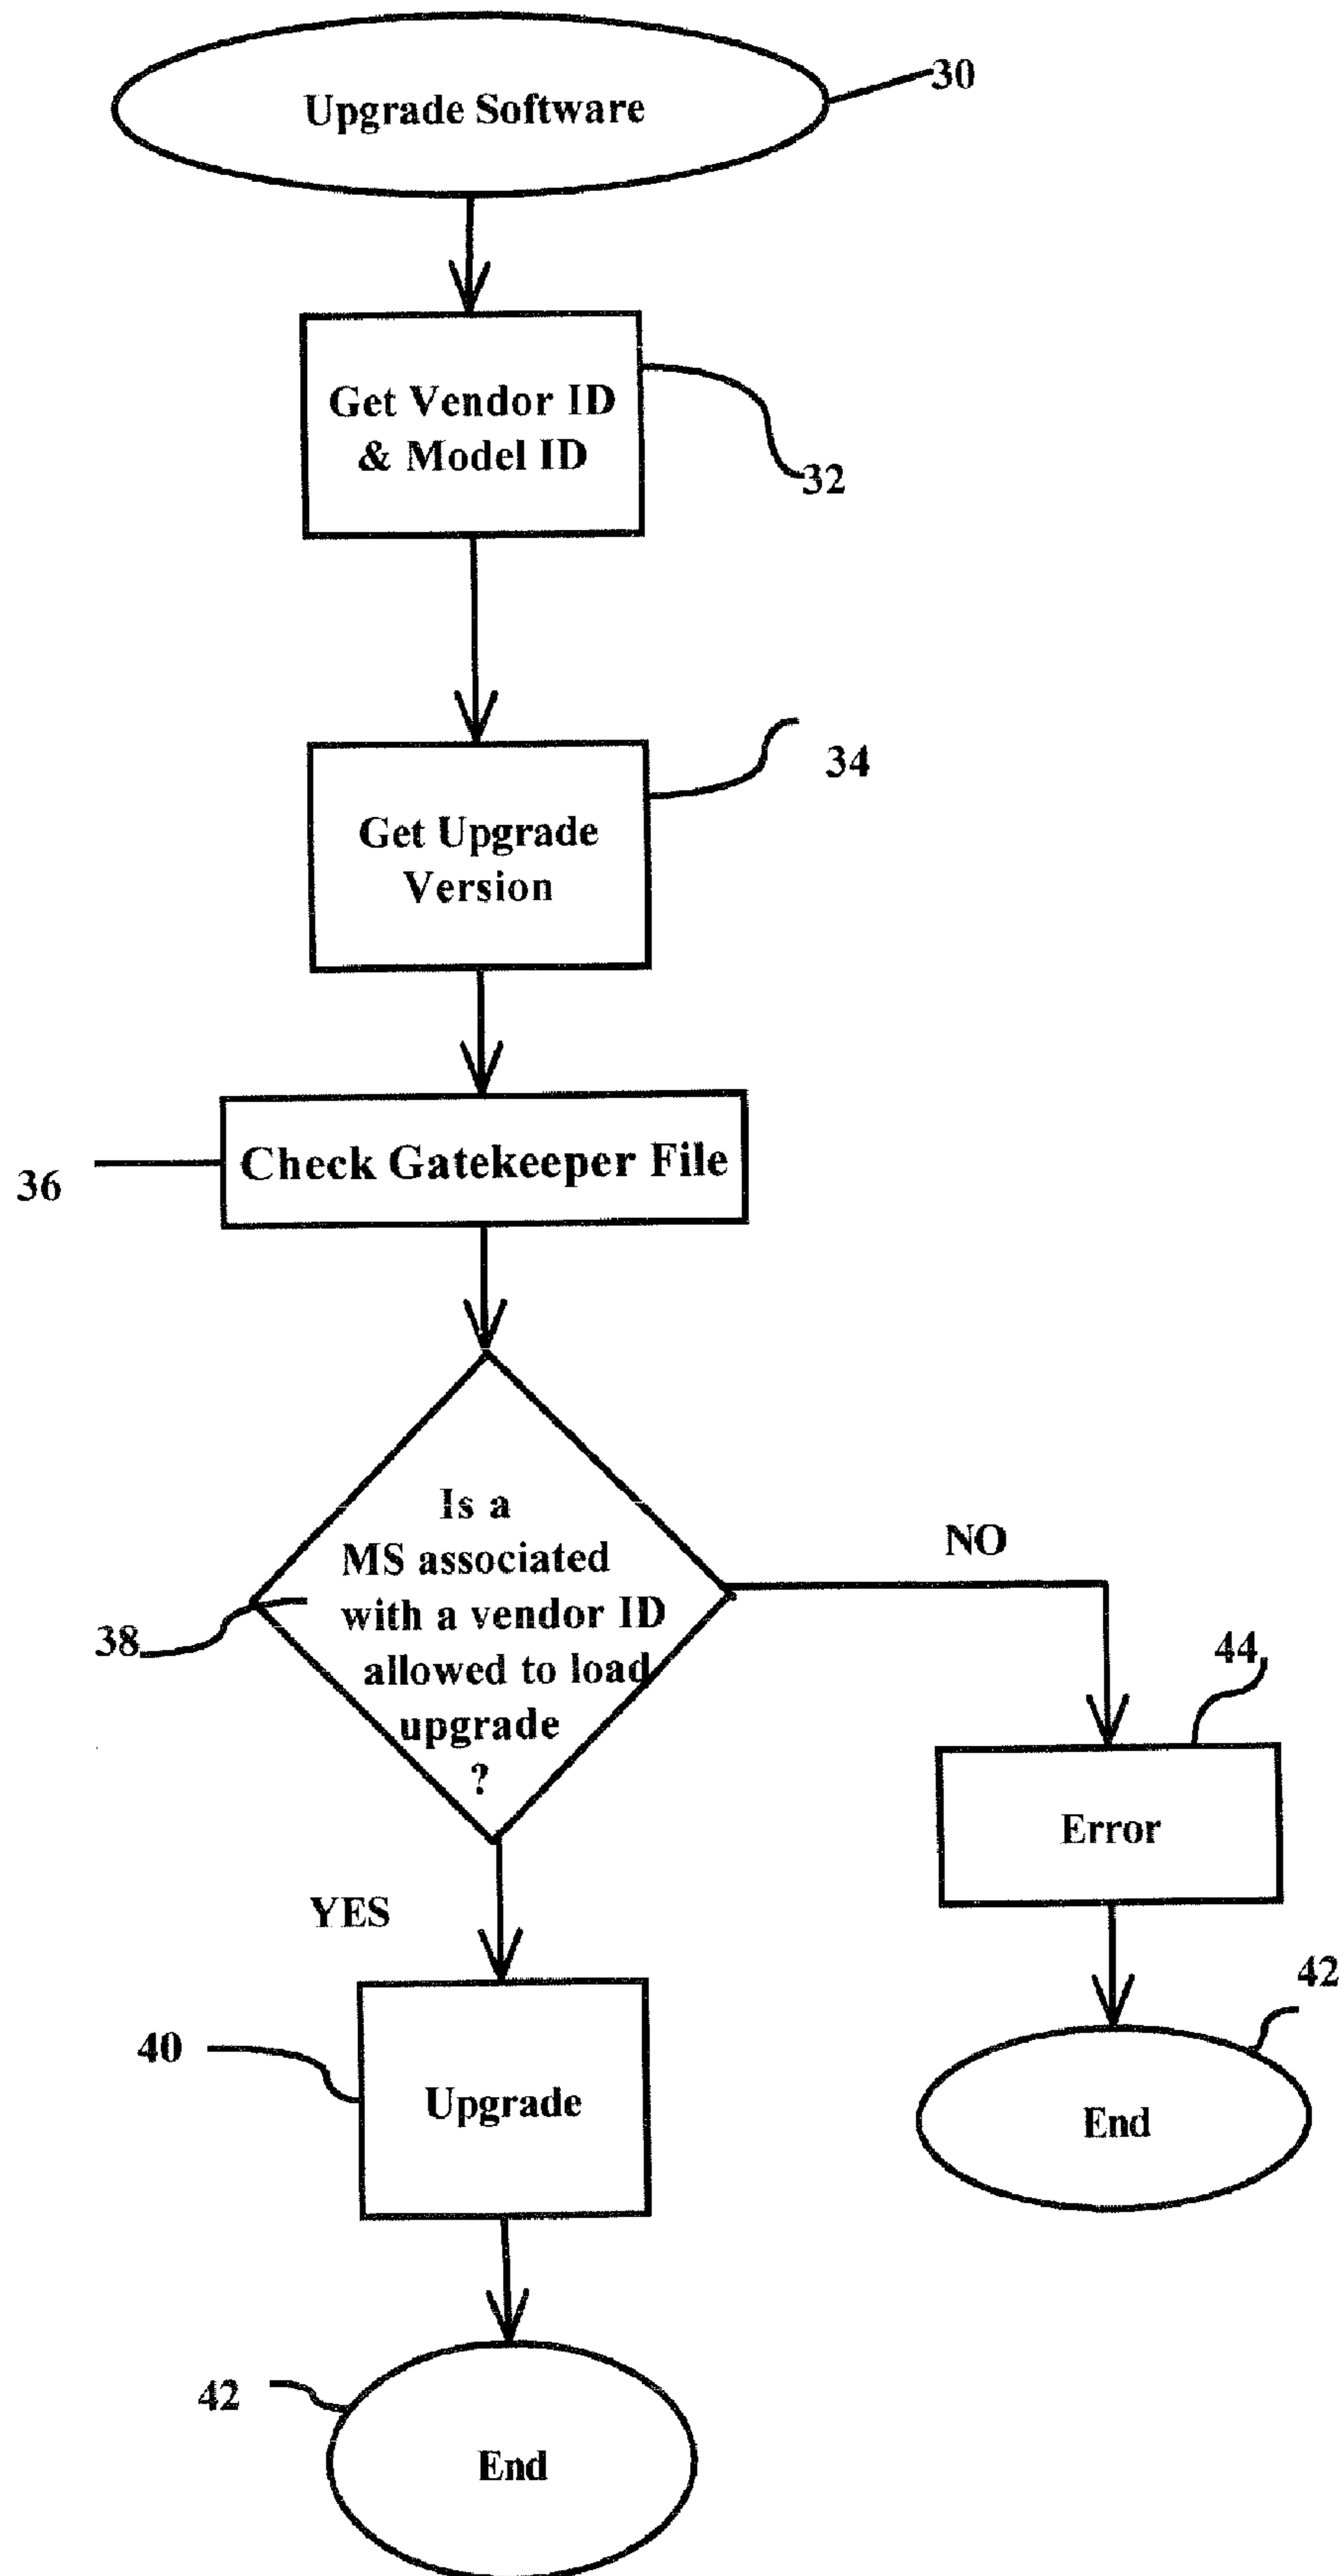 Upgrade Software
30
Get Vendor ID
& Model ID
32
Get Upgrade
Version
34
Check Gatekeeper File
36
Is a
MS associated
with a vendor ID
allowed to load
upgrade
?
38
NO
44
Error
YES
42
End
40
Upgrade
42
End